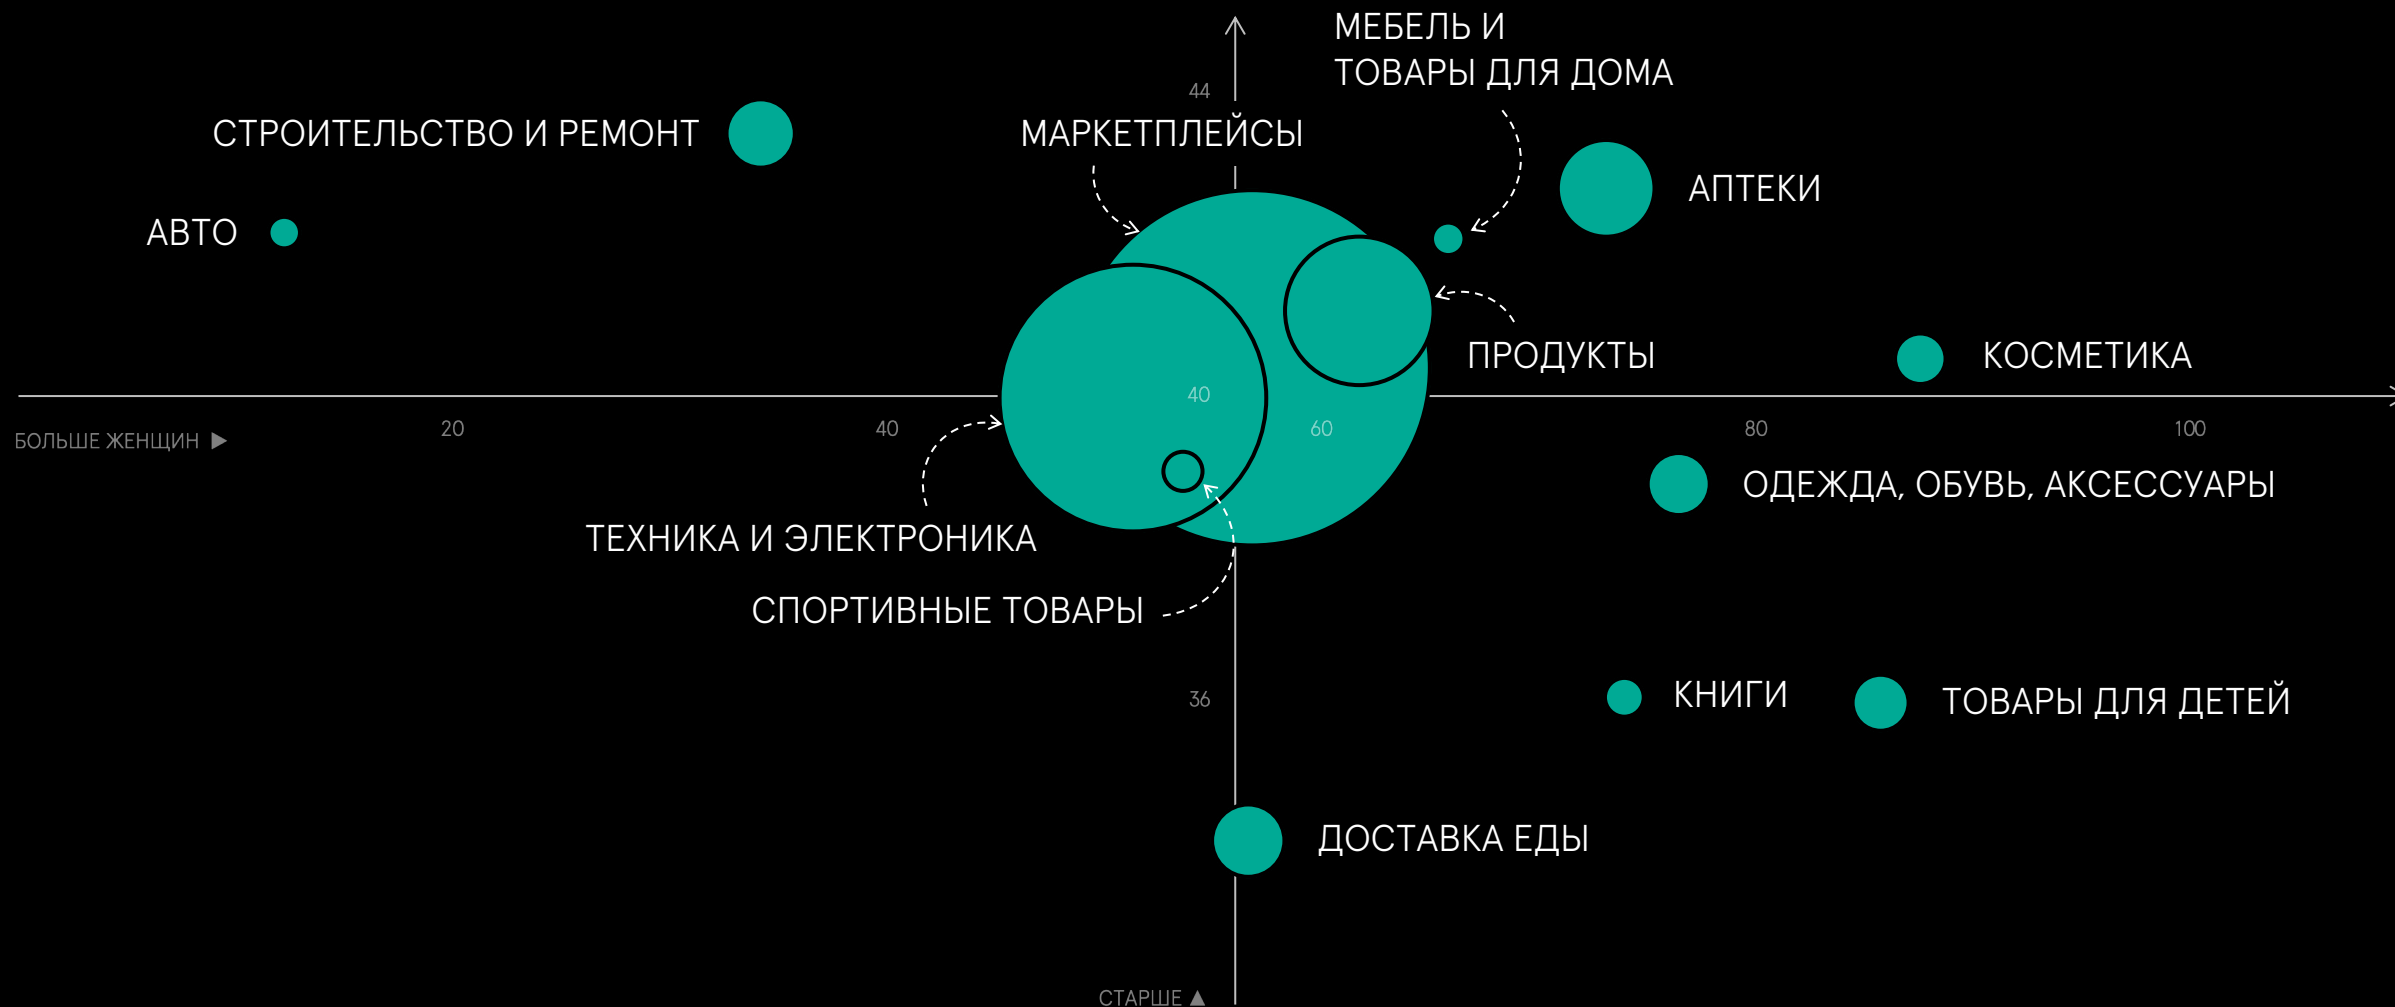 МЕБЕЛЬ И
ТОВАРЫ ДЛЯ ДОМА
44
СТРОИТЕЛЬСТВО И РЕМОНТ
МАРКЕТПЛЕЙСЫ
АПТЕКИ
АВТО
ПРОДУКТЫ
КОСМЕТИКА
40
20
40
60
80
100
БОЛЬШЕ ЖЕНЩИН ▶
ОДЕЖДА, ОБУВЬ, АКСЕССУАРЫ
ТЕХНИКА И ЭЛЕКТРОНИКА
СПОРТИВНЫЕ ТОВАРЫ
36
КНИГИ
ТОВАРЫ ДЛЯ ДЕТЕЙ
ДОСТАВКА ЕДЫ
СТАРШЕ ▲